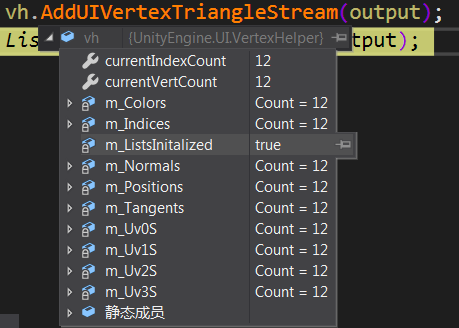 vh.AddUIVertexTriangleStream(output);
Lis vh {UnityEngine.UI.VertexHelper} tput);
currentIndexCount 12
currentVertCount 12
m_Colors Count = 12
m_Indices Count = 12
m_ListsInitalized true
m_Normals Count = 12
m_Positions Count = 12
m_Tangents Count = 12
m_Uv0S Count = 12
m_Uv1S Count = 12
m_Uv2S Count = 12
m_Uv3S Count = 12
静态成员